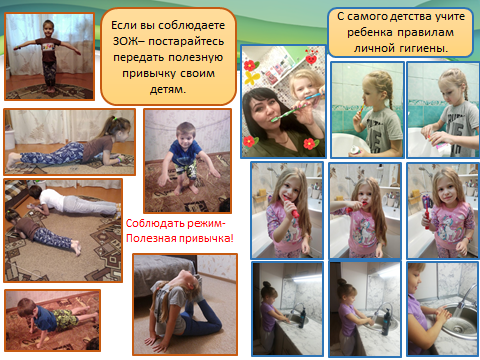 Если вы соблюдаете
ЗОЖ– постарайтесь
передать полезную
привычку своим
детям.
С самого детства учите
ребенка правилам
личной гигиены.
Соблюдать режим-
Полезная привычка!